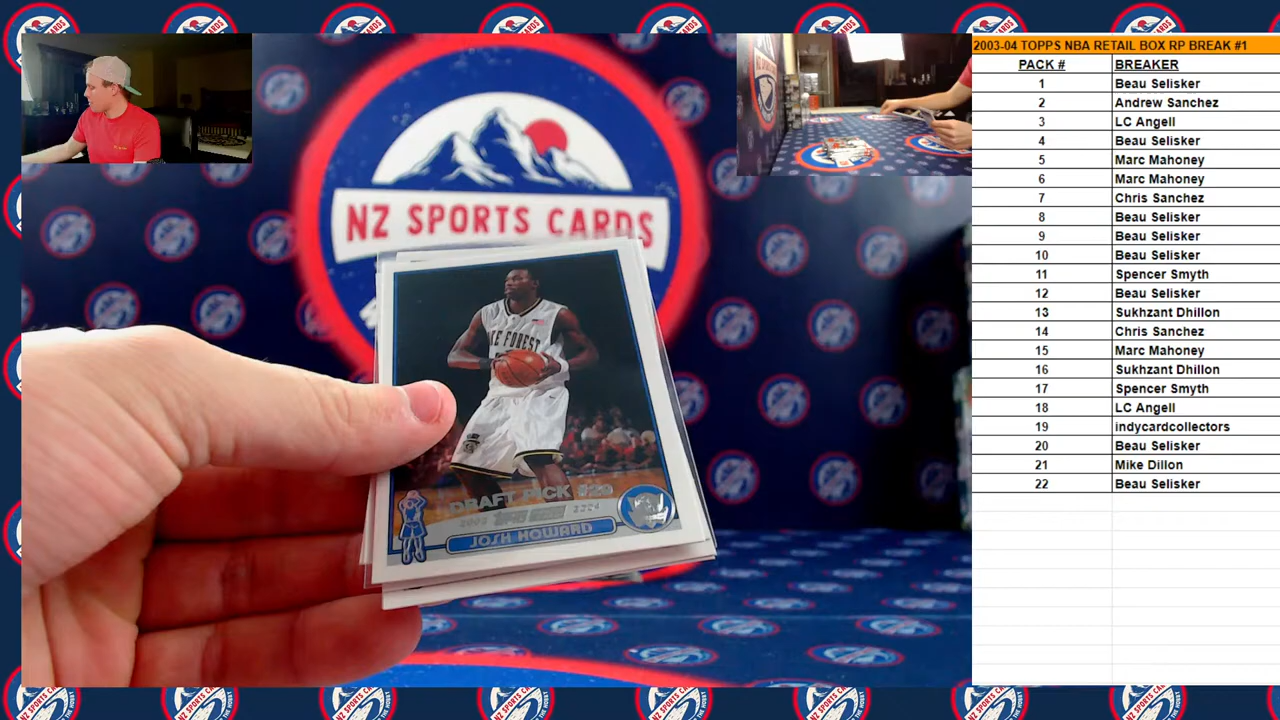 2003-04 TOPPS NBA RETAIL BOX RP BREAK #1
PACK # BREAKER
1 Beau Selisker
2 Andrew Sanchez
3 LC Angell
4 Beau Selisker
5 Marc Mahoney
6 Marc Mahoney
7 Chris Sanchez
8 Beau Selisker
9 Beau Selisker
10 Beau Selisker
11 Spencer Smyth
12 Beau Selisker
13 Sukhzant Dhillon
14 Chris Sanchez
15 Marc Mahoney
16 Sukhzant Dhillon
17 Spencer Smyth
18 LC Angell
19 indycardcollectors
20 Beau Selisker
21 Mike Dillon
22 Beau Selisker
NZ SPORTS CARDS
KE FOREST
DRAFT PICK #29
JOSH HOWARD